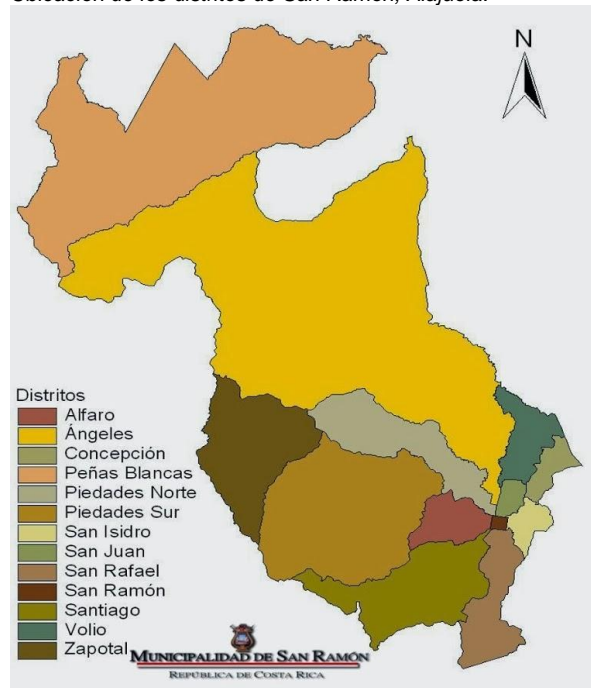 Ubicación de los distritos de San Ramón, Alajuela.
N
Distritos
Alfaro
Ángeles
Concepción
Peñas Blancas
Piedades Norte
Piedades Sur
San Isidro
San Juan
San Rafael
San Ramón
Santiago
Volio
Zapotal
MUNICIPALIDAD DE SAN RAMÓN
REPÚBLICA DE COSTA RICA